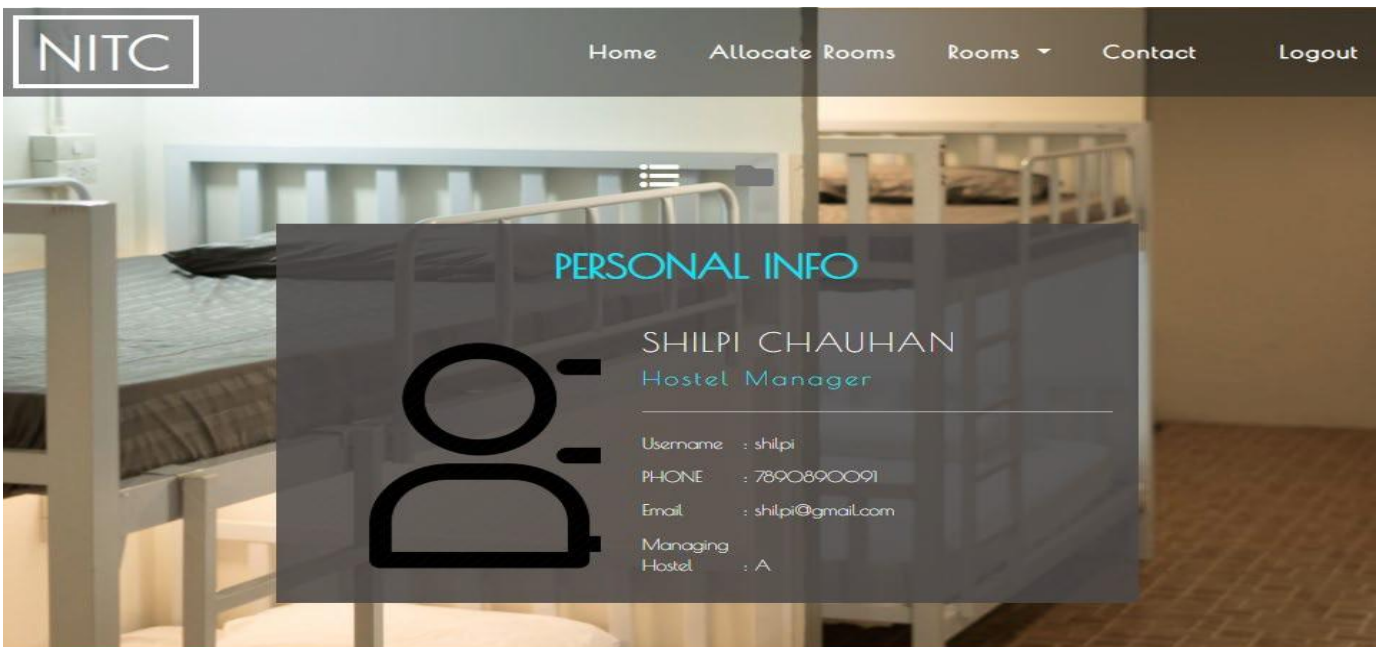 NITC
Home Allocate Rooms Rooms Contact Logout
PERSONAL INFO
SHILPI CHAUHAN
Hostel Manager
Username : shilpi
PHONE : 7890890091
Email : shilpi@gmail.com
Managing
Hostel : A